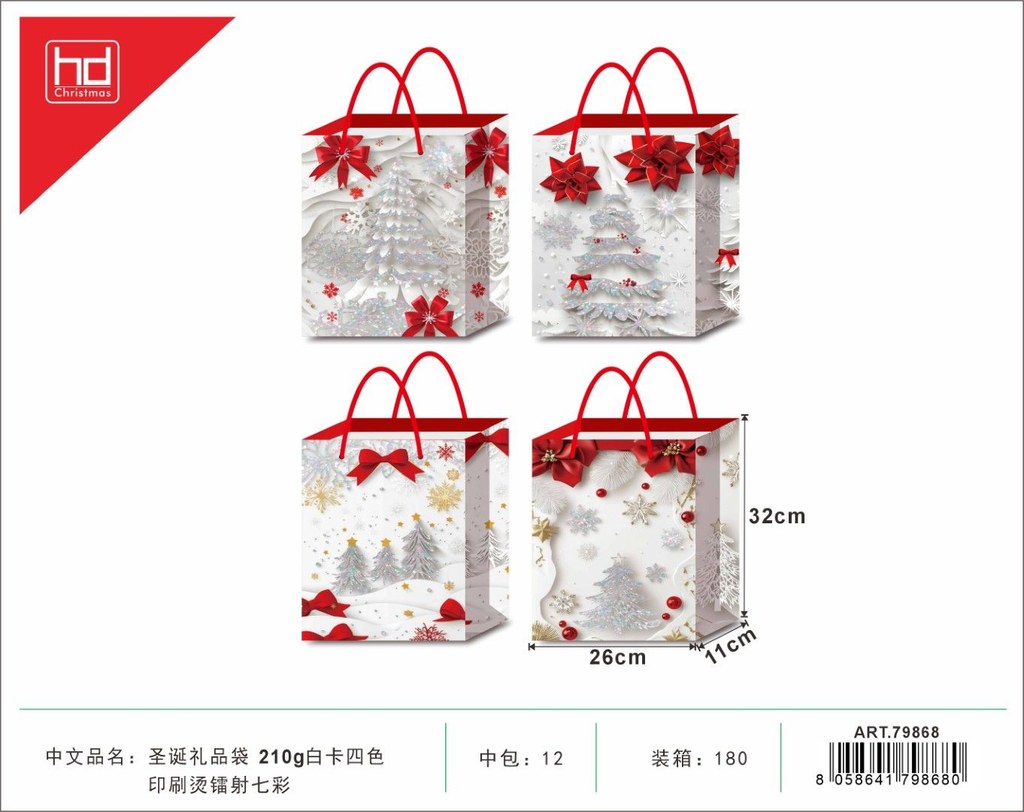 hd
Christmas
32cm
26cm
11cm
中文品名：圣诞礼品袋 210g白卡四色
印刷烫镭射七彩
中包：12
装箱：180
ART.79868
8 058641 798680